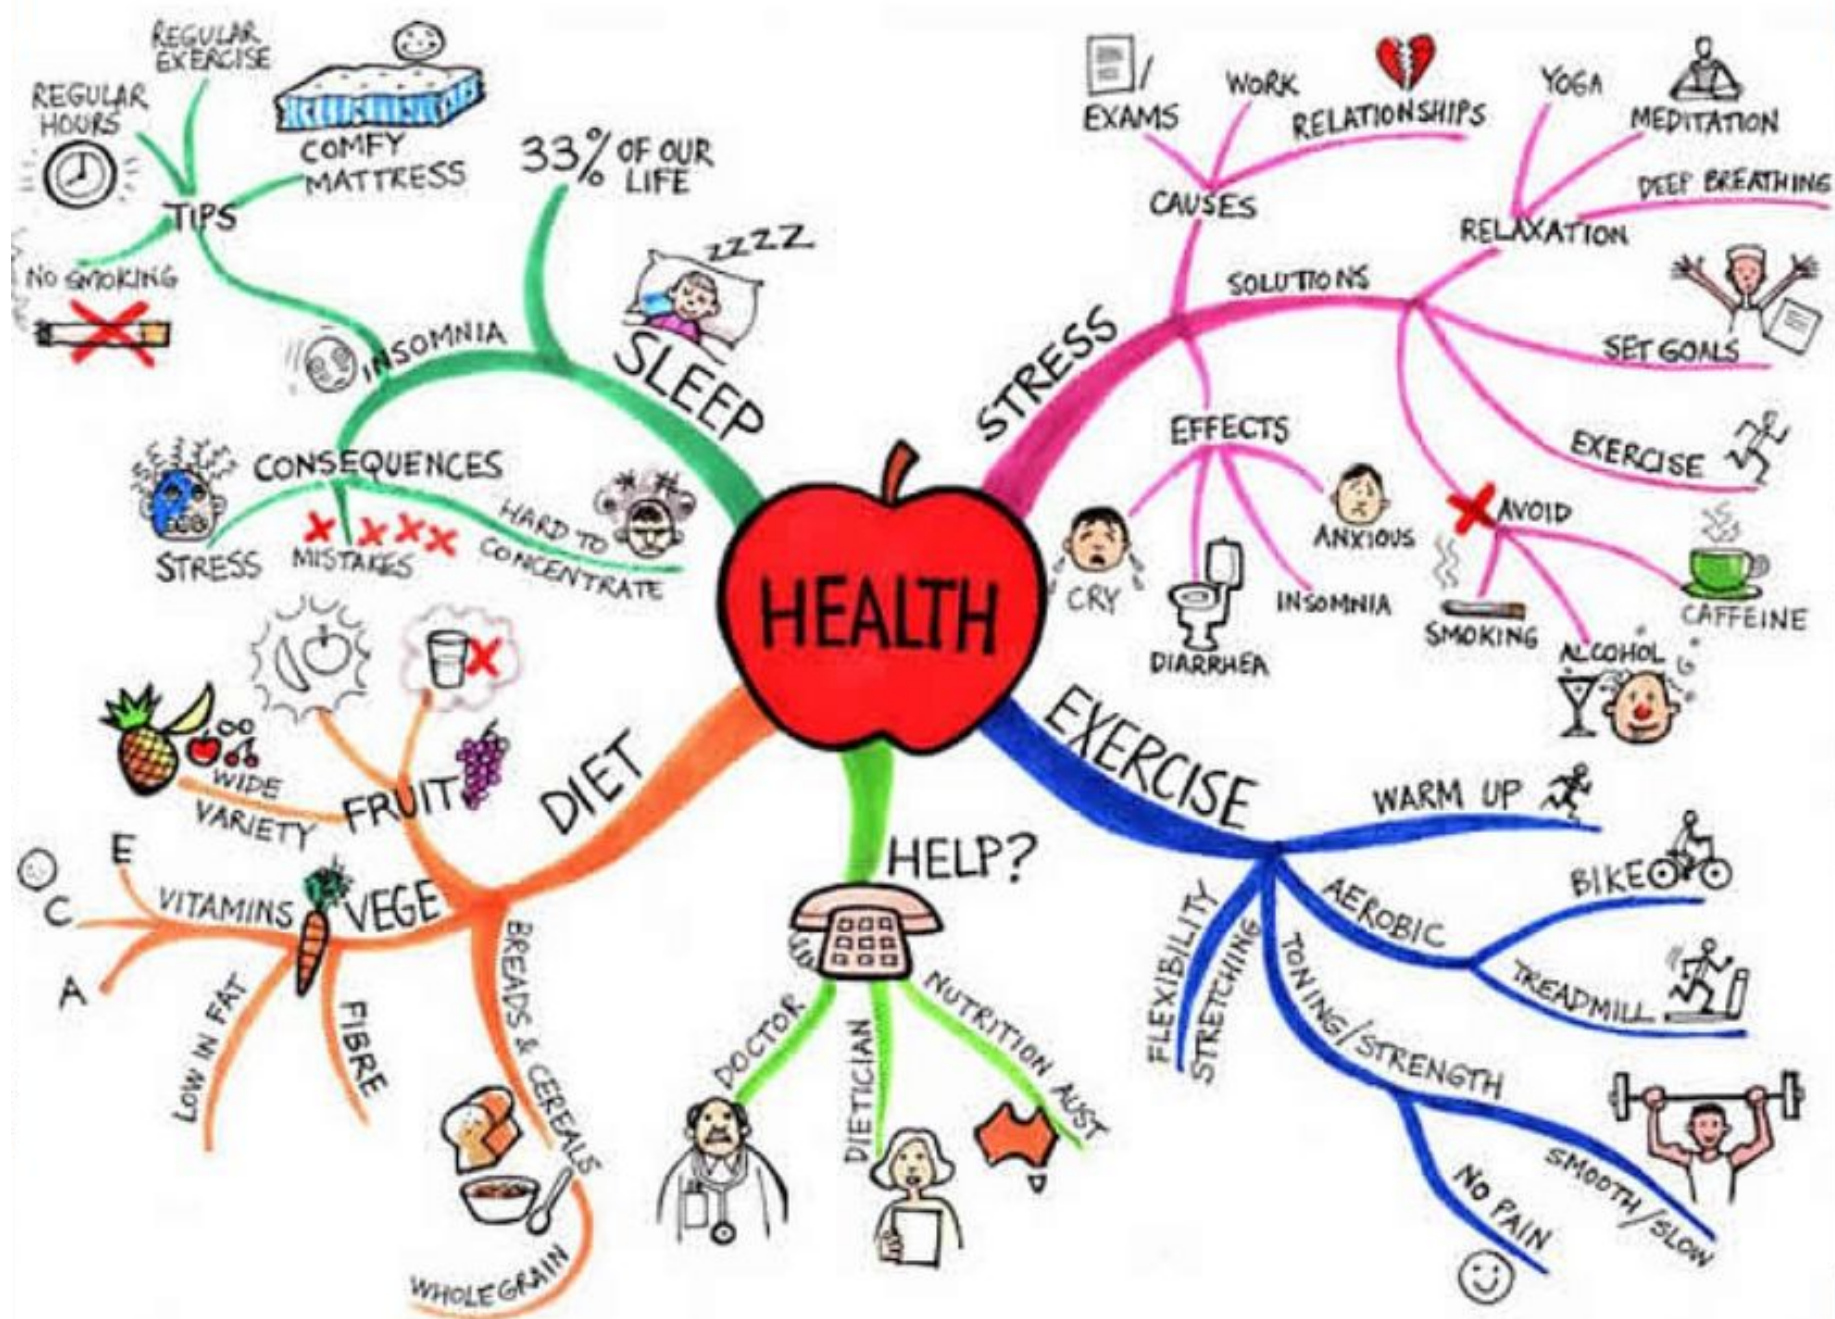 HEALTH
SLEEP
ZZZZ
33% OF OUR
LIFE
INSOMNIA
TIPS
REGULAR
HOURS
REGULAR
EXERCISE
COMFY
MATTRESS
NO SMOKING
CONSEQUENCES
STRESS
MISTAKES
HARD TO
CONCENTRATE
STRESS
CAUSES
EXAMS
WORK
RELATIONSHIPS
SOLUTIONS
RELAXATION
YOGA
MEDITATION
DEEP BREATHING
SET GOALS
EXERCISE
AVOID
SMOKING
ALCOHOL
CAFFEINE
EFFECTS
CRY
DIARRHEA
INSOMNIA
ANXIOUS
EXERCISE
WARM UP
AEROBIC
BIKE
TREADMILL
TONING/STRENGTH
SMOOTH/SLOW
NO PAIN
FLEXIBILITY
STRETCHING
HELP?
DOCTOR
DIETICIAN
NUTRITION AUST
DIET
FRUIT
WIDE
VARIETY
VEGE
VITAMINS
E
C
A
LOW IN FAT
FIBRE
BREADS & CEREALS
WHOLEGRAIN